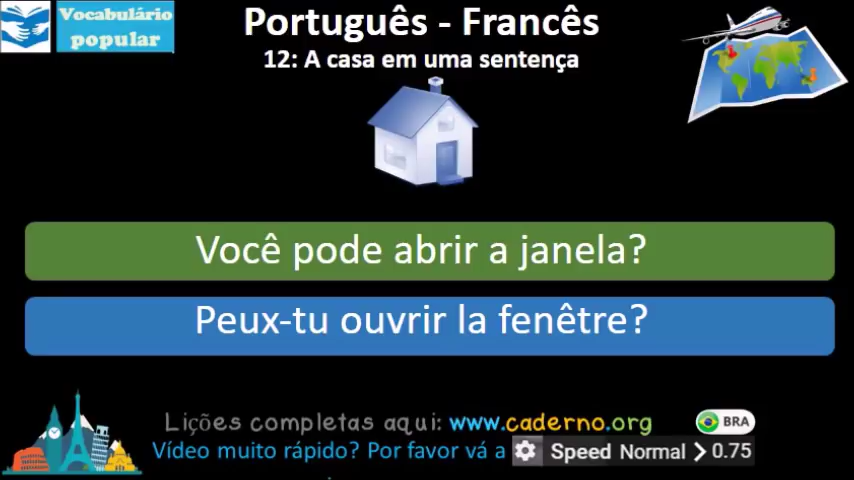 Vocabulário
popular
Português - Francês
12: A casa em uma sentença
Você pode abrir a janela?
Peux-tu ouvrir la fenêtre?
Lições completas aqui: www.caderno.org
BRA
Vídeo muito rápido? Por favor vá a Speed Normal > 0.75